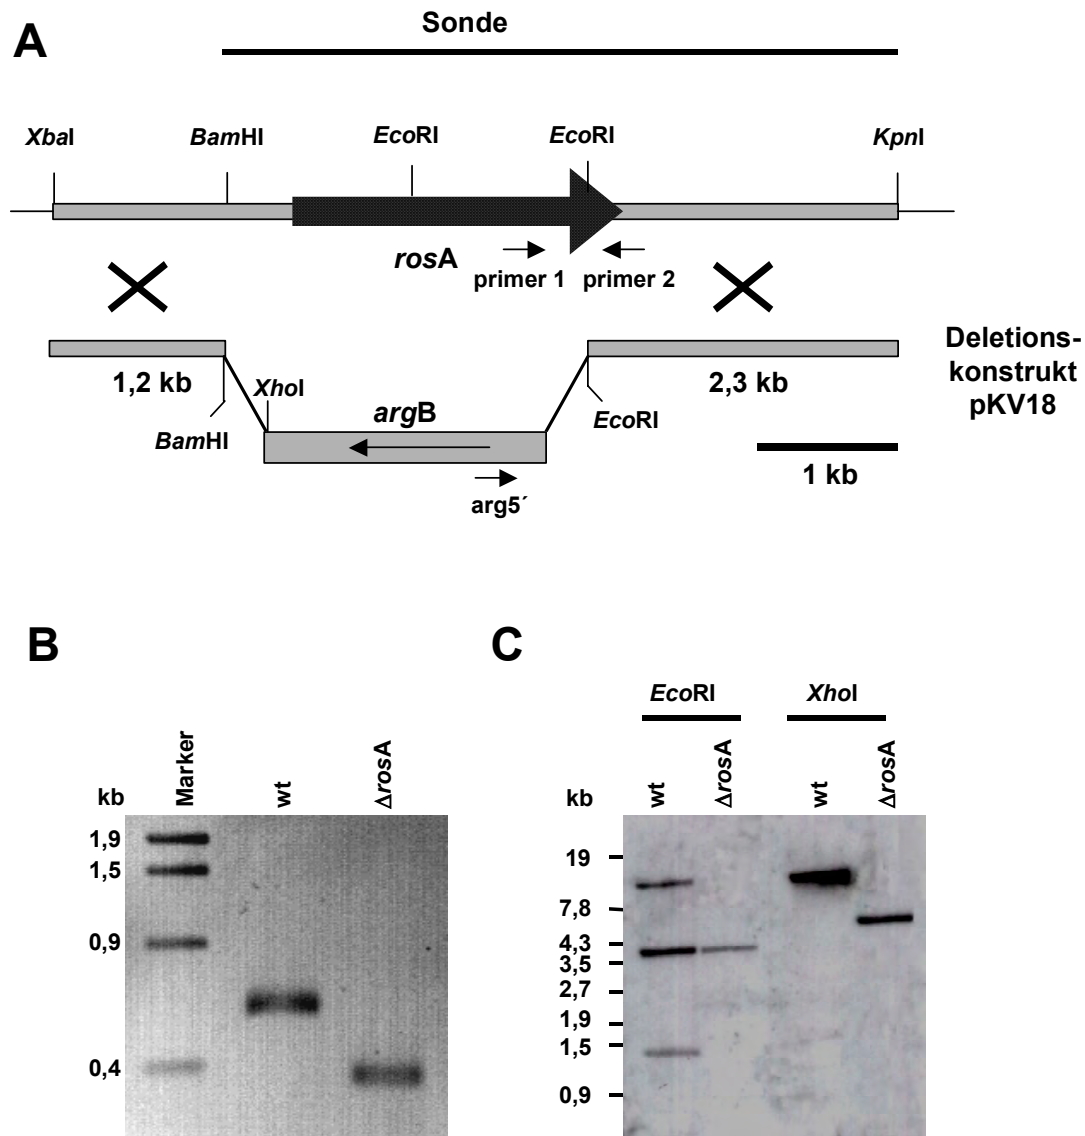 A
Sonde
XbaI BamHI EcoRI EcoRI KpnI
rosA
primer 1 primer 2
Deletions-
konstrukt
pKV18
1,2 kb
2,3 kb
XhoI
BamHI
argB
EcoRI
arg5´
1 kb
B
kb Marker wt ΔrosA
1,9
1,5
0,9
0,4
C
EcoRI XhoI
kb wt ΔrosA wt ΔrosA
19
7,8
4,3
3,5
2,7
1,9
1,5
0,9